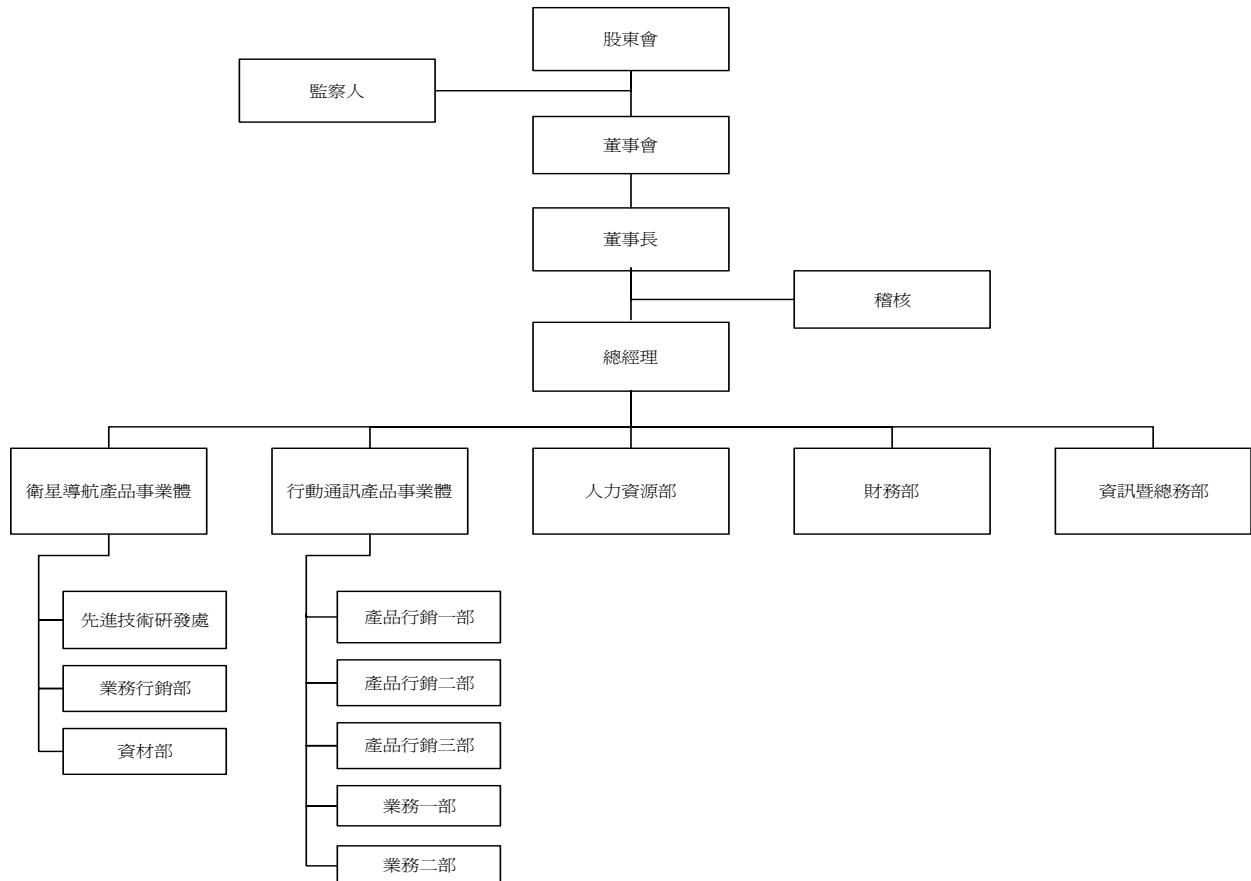 股東會
監察人
董事會
董事長
稽核
總經理
衛星導航產品事業體
行動通訊產品事業體
人力資源部
財務部
資訊暨總務部
先進技術研發處
業務行銷部
資材部
產品行銷一部
產品行銷二部
產品行銷三部
業務一部
業務二部